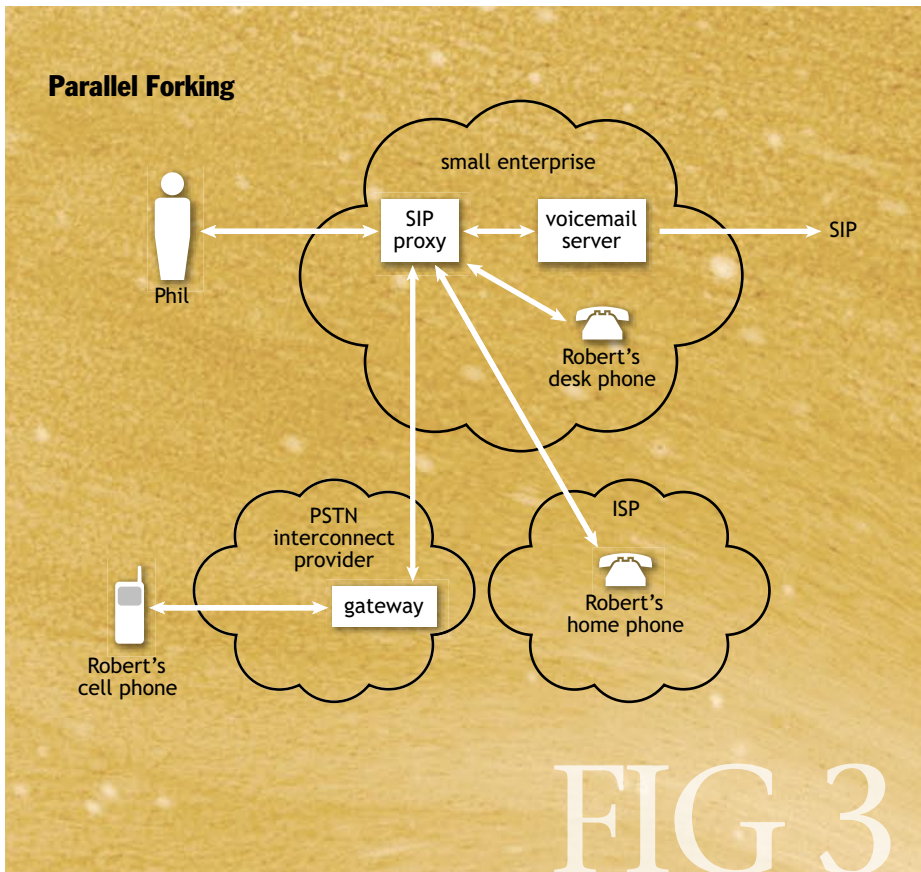 Parallel Forking
small enterprise
SIP
proxy
voicemail
server
SIP
Phil
Robert's
desk phone
PSTN
interconnect
provider
ISP
gateway
Robert's
home phone
Robert's
cell phone
FIG 3